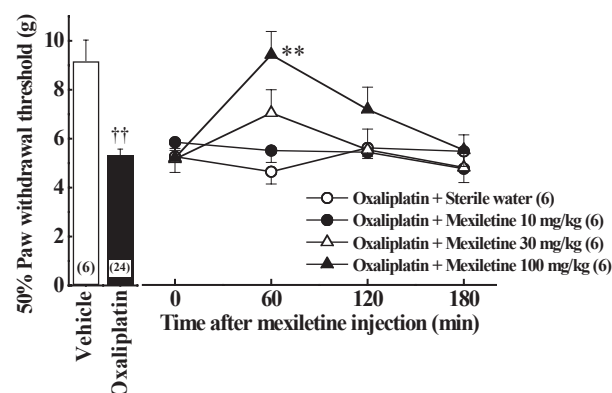 50% Paw withdrawal threshold (g)
10
8
6
4
2
0
††
(6)
(24)
Vehicle
Oxaliplatin
**
Oxaliplatin + Sterile water (6)
Oxaliplatin + Mexiletine 10 mg/kg (6)
Oxaliplatin + Mexiletine 30 mg/kg (6)
Oxaliplatin + Mexiletine 100 mg/kg (6)
0 60 120 180
Time after mexiletine injection (min)